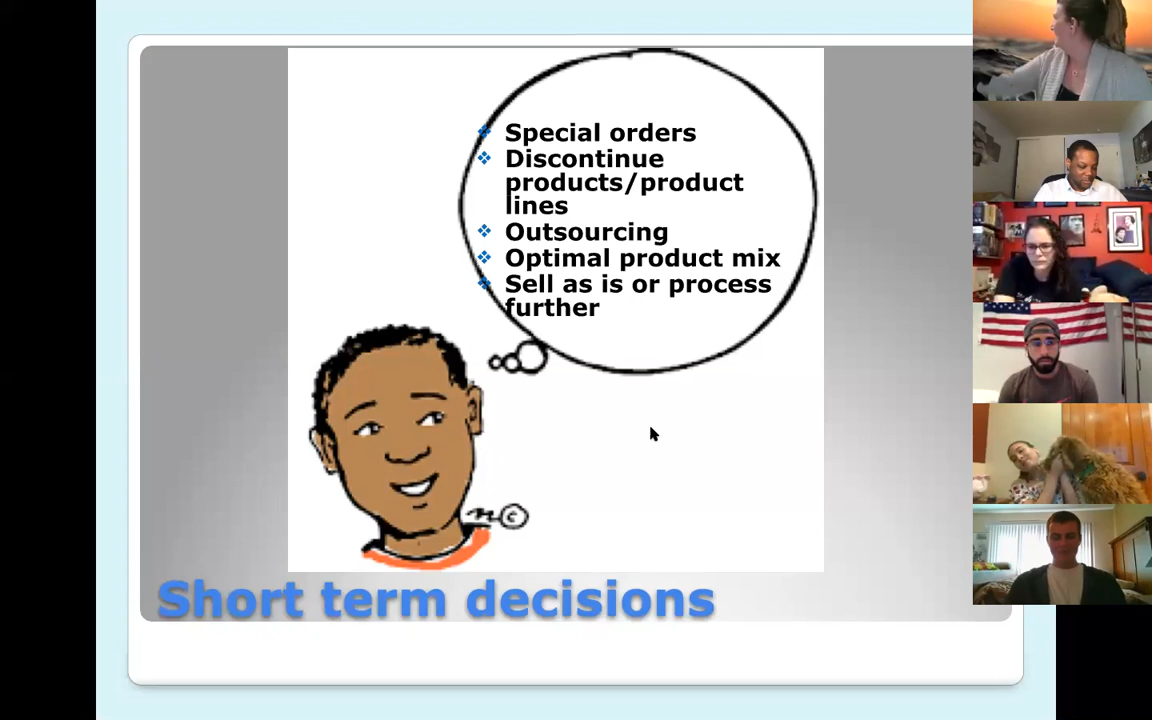 Special orders
Discontinue
products/product
lines
Outsourcing
Optimal product mix
Sell as is or process
further
Short term decisions